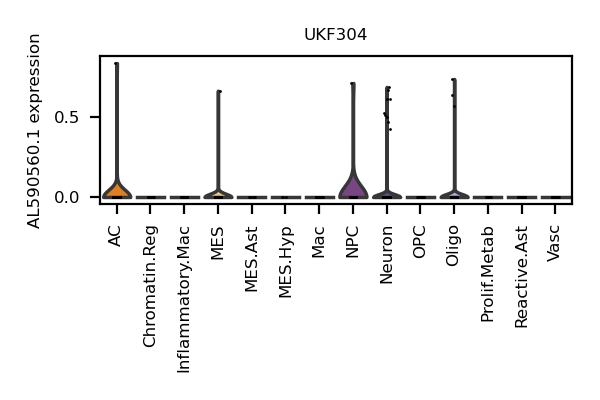 UKF304
AL590560.1 expression
0.5
0.0
AC
Chromatin.Reg
Inflammatory.Mac
MES
MES.Ast
MES.Hyp
Mac
NPC
Neuron
OPC
Oligo
Prolif.Metab
Reactive.Ast
Vasc